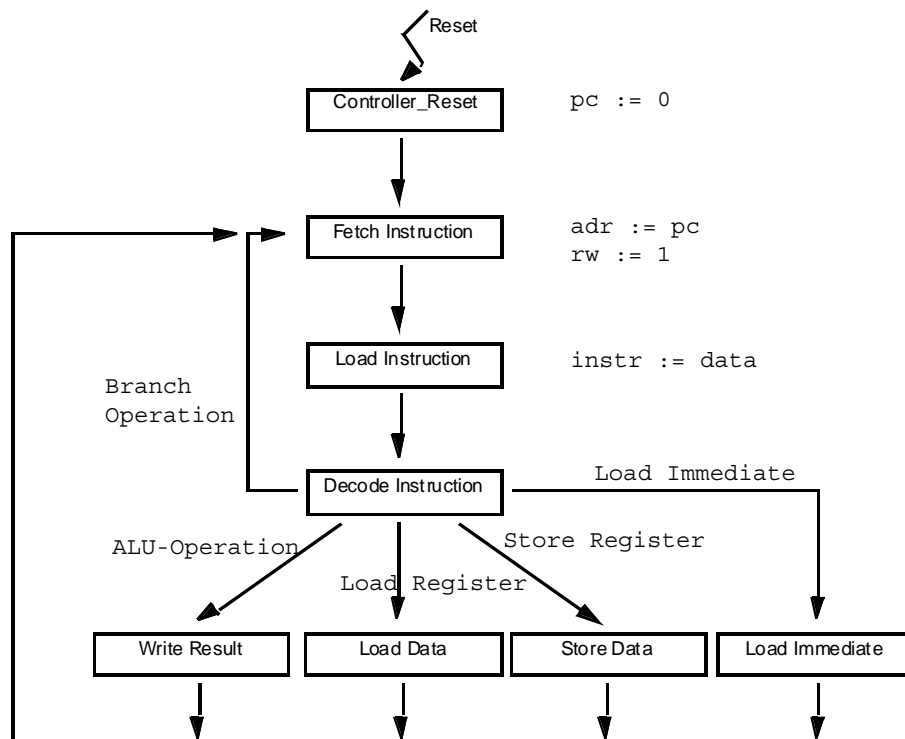 Reset
Controller_Reset
pc := 0
Fetch Instruction
adr := pc
rw := 1
Load Instruction
instr := data
Branch
Operation
Decode Instruction
Load Immediate
ALU-Operation
Store Register
Load Register
Write Result
Load Data
Store Data
Load Immediate